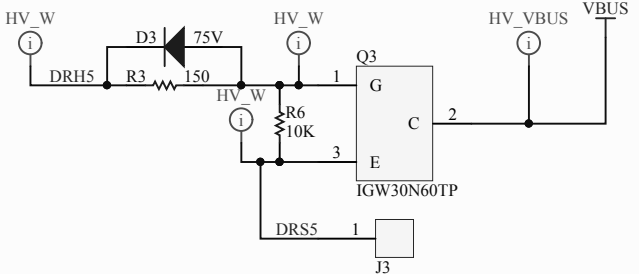 HV_W
D3
75V
HV_W
HV_VBUS
VBUS
i
i
i
Q3
DRH5
R3
150
1
G
HV_W
i
R6
10K
C
2
3
E
IGW30N60TP
DRS5
1
J3